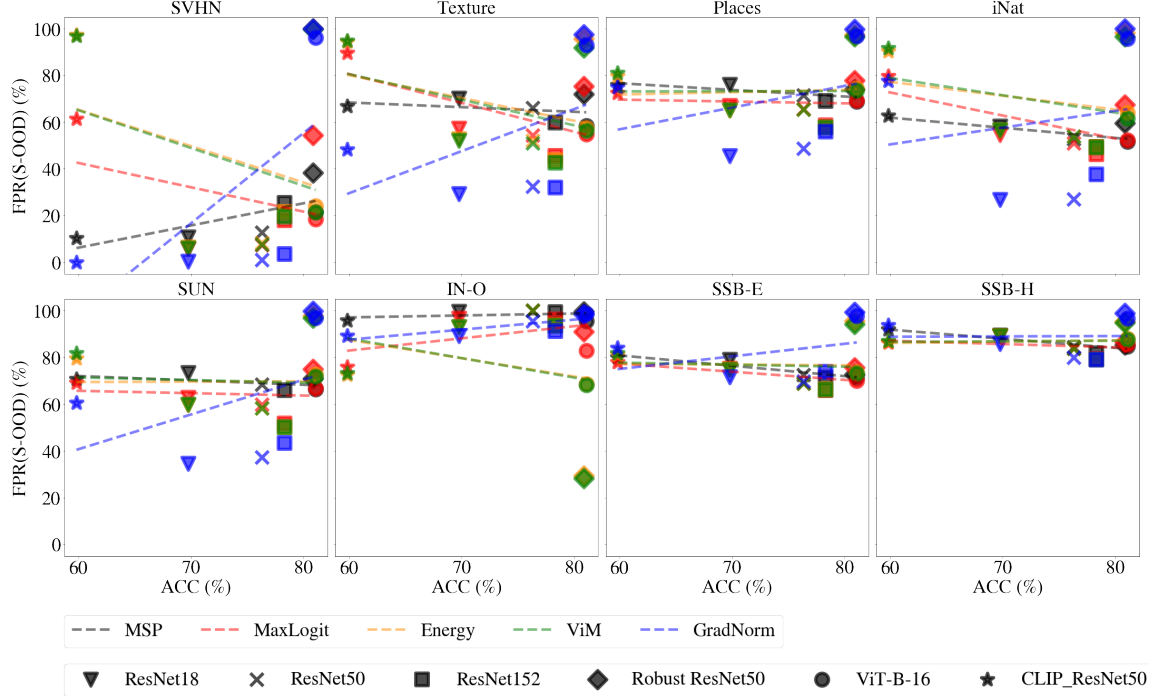 SVHN Texture Places iNat
FPR(S-OOD) (%)
100
80
60
40
20
0
SUN IN-O SSB-E SSB-H
FPR(S-OOD) (%)
100
80
60
40
20
0
60 70 80 60 70 80 60 70 80 60 70 80
ACC (%) ACC (%) ACC (%) ACC (%)
MSP MaxLogit Energy ViM GradNorm
ResNet18 ResNet50 ResNet152 Robust ResNet50 ViT-B-16 CLIP_ResNet50